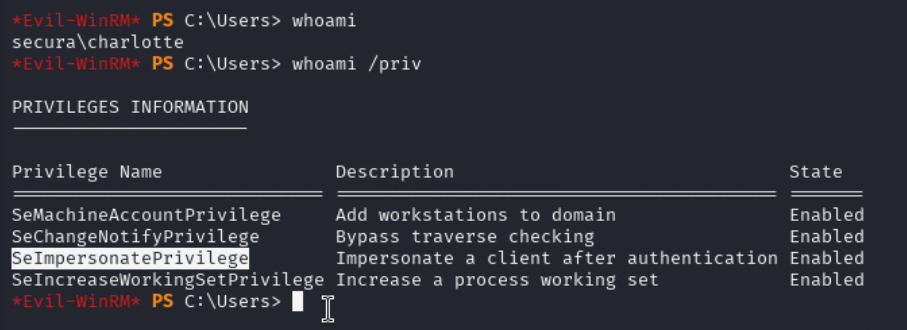 *Evil-WinRM* PS C:\Users> whoami
secura\charlotte
*Evil-WinRM* PS C:\Users> whoami /priv
PRIVILEGES INFORMATION
Privilege Name Description State
SeMachineAccountPrivilege Add workstations to domain Enabled
SeChangeNotifyPrivilege Bypass traverse checking Enabled
SeImpersonatePrivilege Impersonate a client after authentication Enabled
SeIncreaseWorkingSetPrivilege Increase a process working set Enabled
*Evil-WinRM* PS C:\Users>